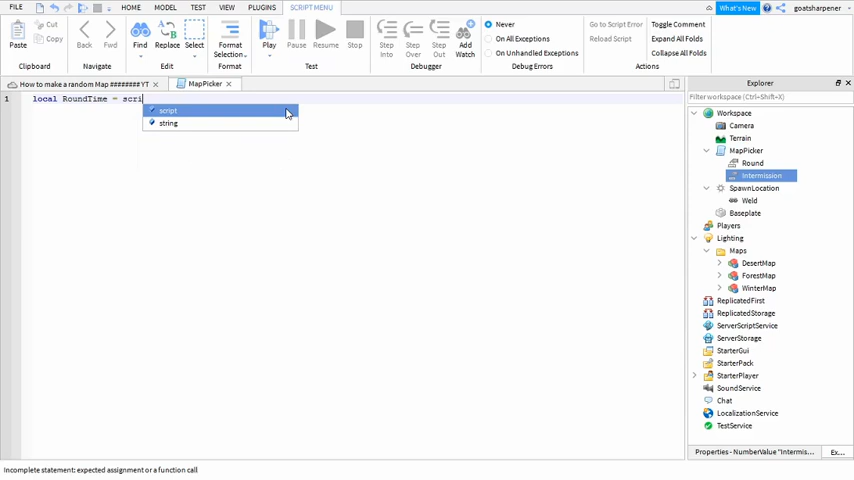 FILE HOME MODEL TEST VIEW PLUGINS SCRIPT MENU What's New goatsharpener
Paste Cut Copy Back Fwd Find Replace Select Format Selection Play Pause Resume Stop Step Into Step Over Step Out Add Watch Never On All Exceptions On Unhandled Exceptions Go to Script Error Reload Script Toggle Comment Expand All Folds Collapse All Folds
Clipboard Navigate Edit Format Test Debugger Debug Errors Actions
How to make a random Map ######## YT MapPicker Explorer
1 local RoundTime = scri
Filter workspace (Ctrl+Shift+X)
script
string
Workspace
Camera
Terrain
MapPicker
Round
Intermission
SpawnLocation
Weld
Baseplate
Players
Lighting
Maps
DesertMap
ForestMap
WinterMap
ReplicatedFirst
ReplicatedStorage
ServerScriptService
ServerStorage
StarterGui
StarterPack
StarterPlayer
SoundService
Chat
LocalizationService
TestService
Properties - NumberValue "Intermis... Ex...
Incomplete statement: expected assignment or a function call